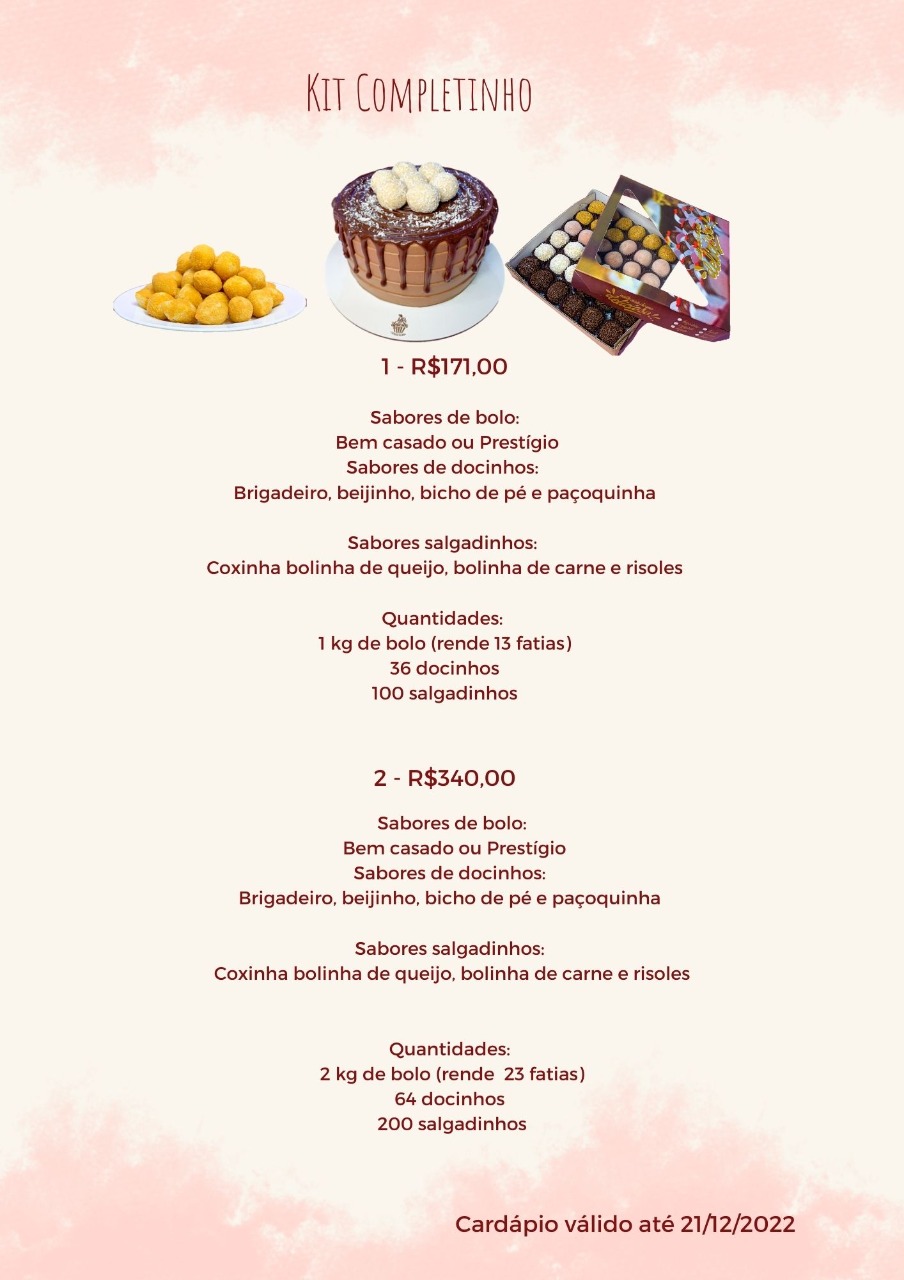 Kit Completinho
1 - R$171,00
Sabores de bolo:
Bem casado ou Prestígio
Sabores de docinhos:
Brigadeiro, beijinho, bicho de pé e paçoquinha
Sabores salgadinhos:
Coxinha bolinha de queijo, bolinha de carne e risoles
Quantidades:
1 kg de bolo (rende 13 fatias)
36 docinhos
100 salgadinhos
2 - R$340,00
Sabores de bolo:
Bem casado ou Prestígio
Sabores de docinhos:
Brigadeiro, beijinho, bicho de pé e paçoquinha
Sabores salgadinhos:
Coxinha bolinha de queijo, bolinha de carne e risoles
Quantidades:
2 kg de bolo (rende  23 fatias)
64 docinhos
200 salgadinhos
Cardápio válido até 21/12/2022